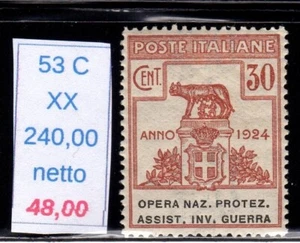 53 C
XX
240,00
netto
48,00
POSTE ITALIANE
CENT. 30
ANNO 1924
OPERA NAZ. PROTEZ.
ASSIST. INV. GUERRA